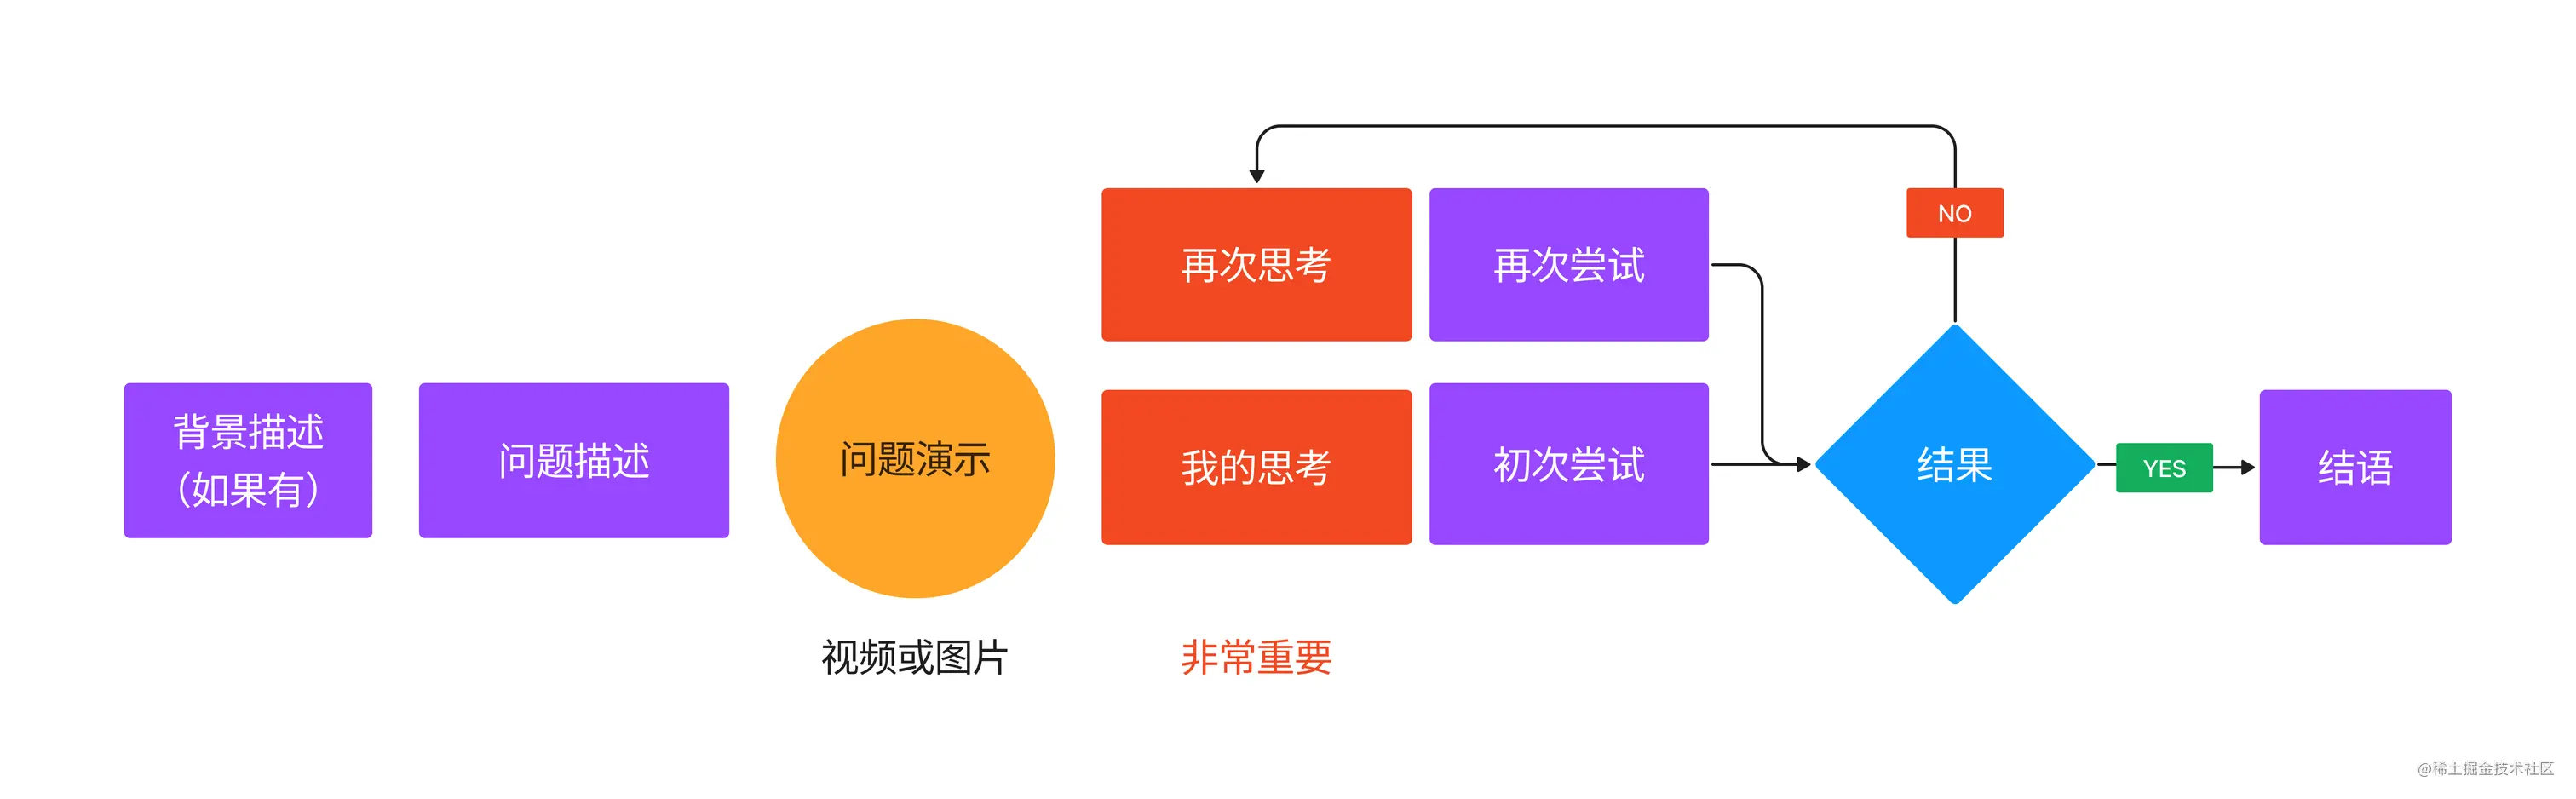 背景描述
（如果有）
问题描述
问题演示
视频或图片
再次思考
再次尝试
我的思考
初次尝试
非常重要
NO
结果
YES
结语
@稀土掘金技术社区